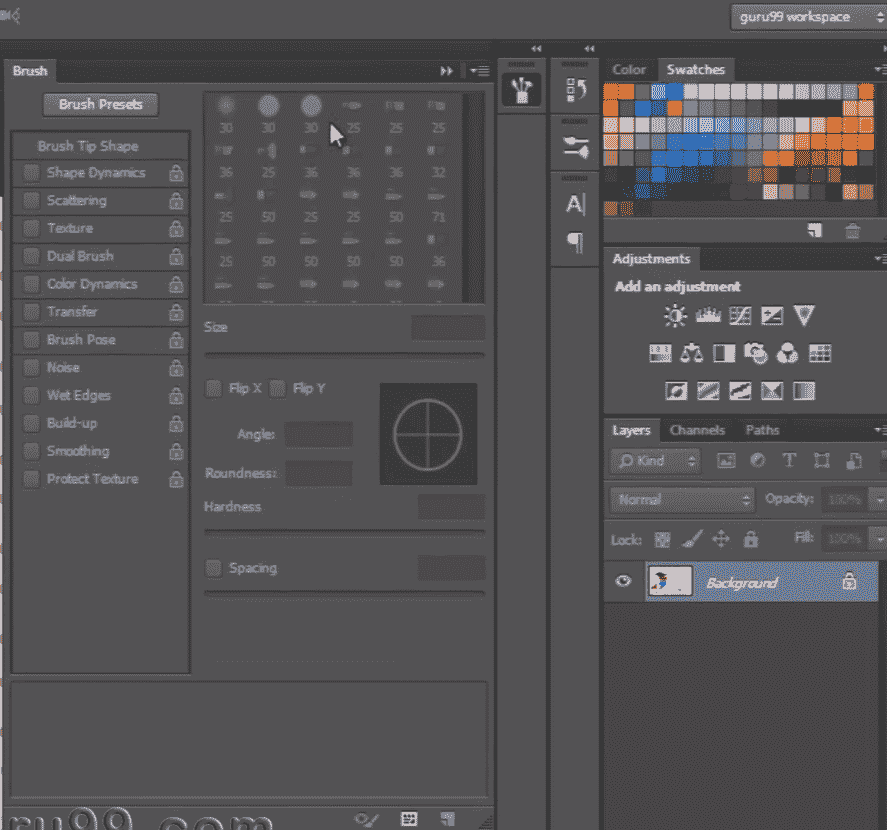 guru99 workspace
Brush
Brush Presets
Brush Tip Shape
Shape Dynamics
Scattering
Texture
Dual Brush
Color Dynamics
Transfer
Brush Pose
Noise
Wet Edges
Build-up
Smoothing
Protect Texture
30 30 30 25 25 25
36 25 36 36 36 32
25 50 25 25 50 71
25 50 50 50 50 36
Size
Flip X Flip Y
Angle:
Roundness:
Hardness
Spacing
Color Swatches
Adjustments
Add an adjustment
Layers Channels Paths
Kind
Normal Opacity: 100%
Lock: Fill: 100%
Background
ru99.com